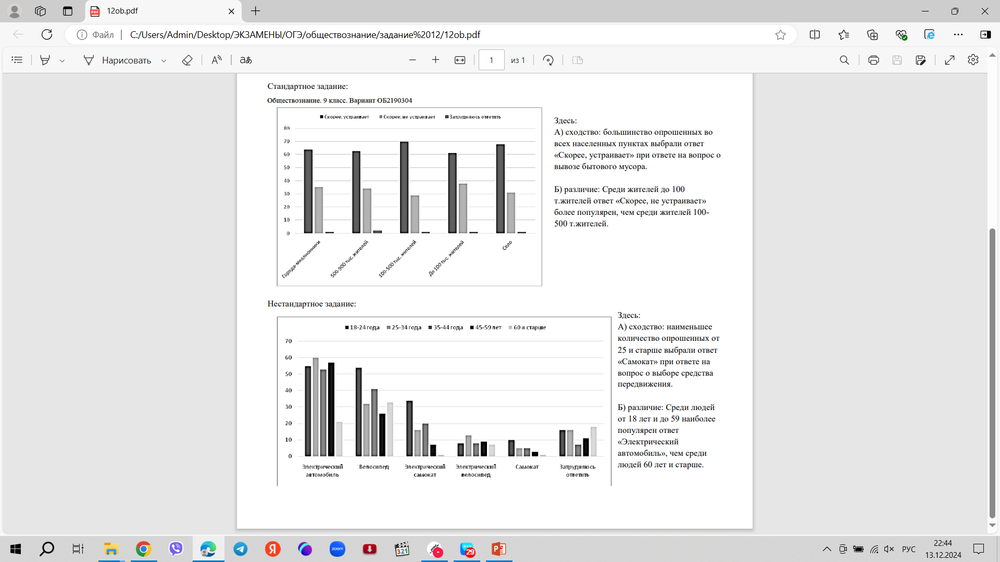 12ob.pdf
Файл
C:/Users/Admin/Desktop/ЭКЗАМЕНЫ/ОГЭ/обществознание/задание%2012/12ob.pdf
Нарисовать
1
из 1
Стандартное задание:
Обществознание. 9 класс. Вариант ОБ2190304
Скорее, устраивает
Скорее, не устраивает
Затрудняюсь ответить
80
70
60
50
40
30
20
10
0
Города-миллионники
500-900 тыс. жителей
100-500 тыс. жителей
До 100 тыс. жителей
Село
Здесь:
А) сходство: большинство опрошенных во
всех населенных пунктах выбрали ответ
«Скорее, устраивает» при ответе на вопрос о
вывозе бытового мусора.
Б) различие: Среди жителей до 100
т.жителей ответ «Скорее, не устраивает»
более популярен, чем среди жителей 100-
500 т.жителей.
Нестандартное задание:
18-24 года
25-34 года
35-44 года
45-59 лет
60 и старше
70
60
50
40
30
20
10
0
Электрический
автомобиль
Велосипед
Электрический
самокат
Электрический
велосипед
Самокат
Затрудняюсь
ответить
Здесь:
А) сходство: наименьшее
количество опрошенных от
25 и старше выбрали ответ
«Самокат» при ответе на
вопрос о выборе средства
передвижения.
Б) различие: Среди людей
от 18 лет и до 59 наиболее
популярен ответ
«Электрический
автомобиль», чем среди
людей 60 лет и старше.
zoom
321
29
РУС
22:44
13.12.2024